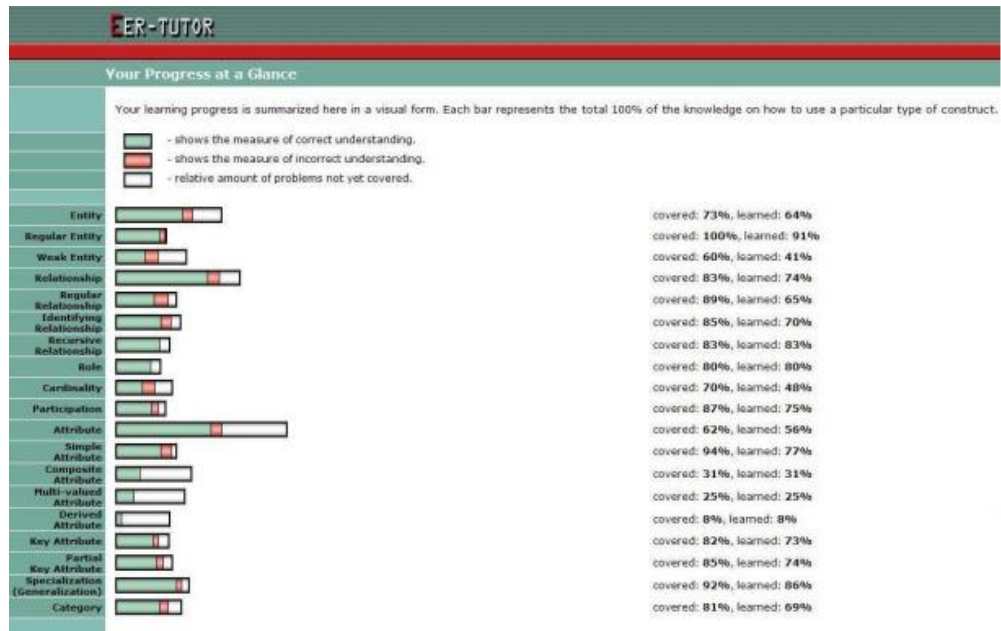 EER-TUTOR
Your Progress at a Glance
Your learning progress is summarized here in a visual form. Each bar represents the total 100% of the knowledge on how to use a particular type of construct.
- shows the measure of correct understanding.
- shows the measure of incorrect understanding.
- relative amount of problems not yet covered.
Entity covered: 73%, learned: 64%
Regular Entity covered: 100%, learned: 91%
Weak Entity covered: 60%, learned: 41%
Relationship covered: 83%, learned: 74%
Regular
Relationship covered: 89%, learned: 65%
Identifying
Relationship covered: 85%, learned: 70%
Recursive
Relationship covered: 83%, learned: 83%
Role covered: 80%, learned: 80%
Cardinality covered: 70%, learned: 48%
Participation covered: 87%, learned: 75%
Attribute covered: 62%, learned: 56%
Simple
Attribute covered: 94%, learned: 77%
Composite
Attribute covered: 31%, learned: 31%
Multi-valued
Attribute covered: 25%, learned: 25%
Derived
Attribute covered: 8%, learned: 8%
Key Attribute covered: 82%, learned: 73%
Partial
Key Attribute covered: 85%, learned: 74%
Specialization
(Generalization) covered: 92%, learned: 86%
Category covered: 81%, learned: 69%